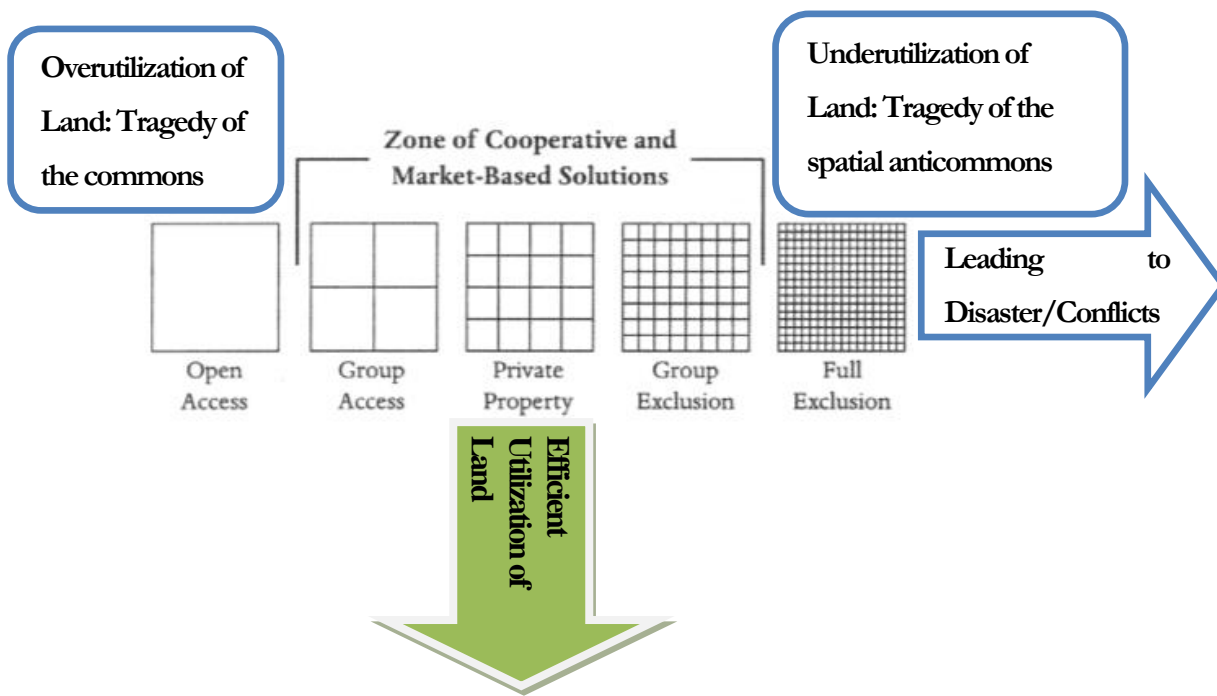 Overutilization of
Land: Tragedy of
the commons
Zone of Cooperative and
Market-Based Solutions
Underutilization of
Land: Tragedy of the
spatial anticommons
Open
Access
Group
Access
Private
Property
Group
Exclusion
Full
Exclusion
Leading to
Disaster/Conflicts
Efficient
Utilization of
Land